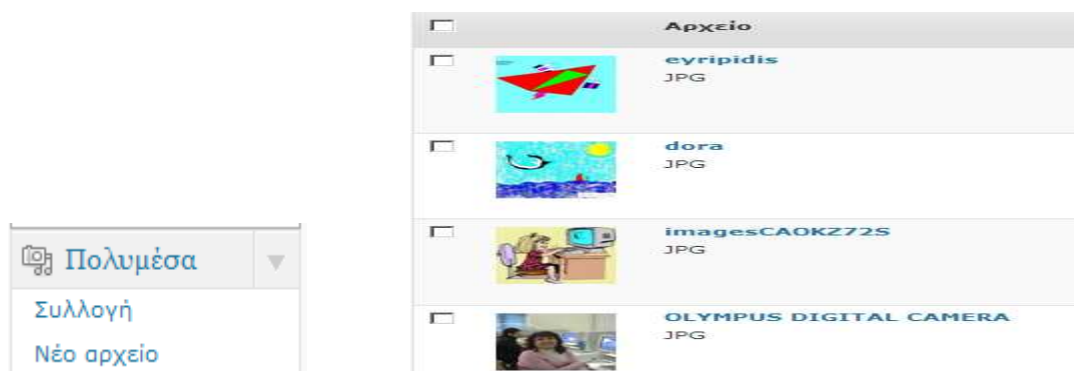 Πολυμέσα
Συλλογή
Νέο αρχείο
Αρχείο
eyripidis
JPG
dora
JPG
imagesCAOKZ72S
JPG
OLYMPUS DIGITAL CAMERA
JPG